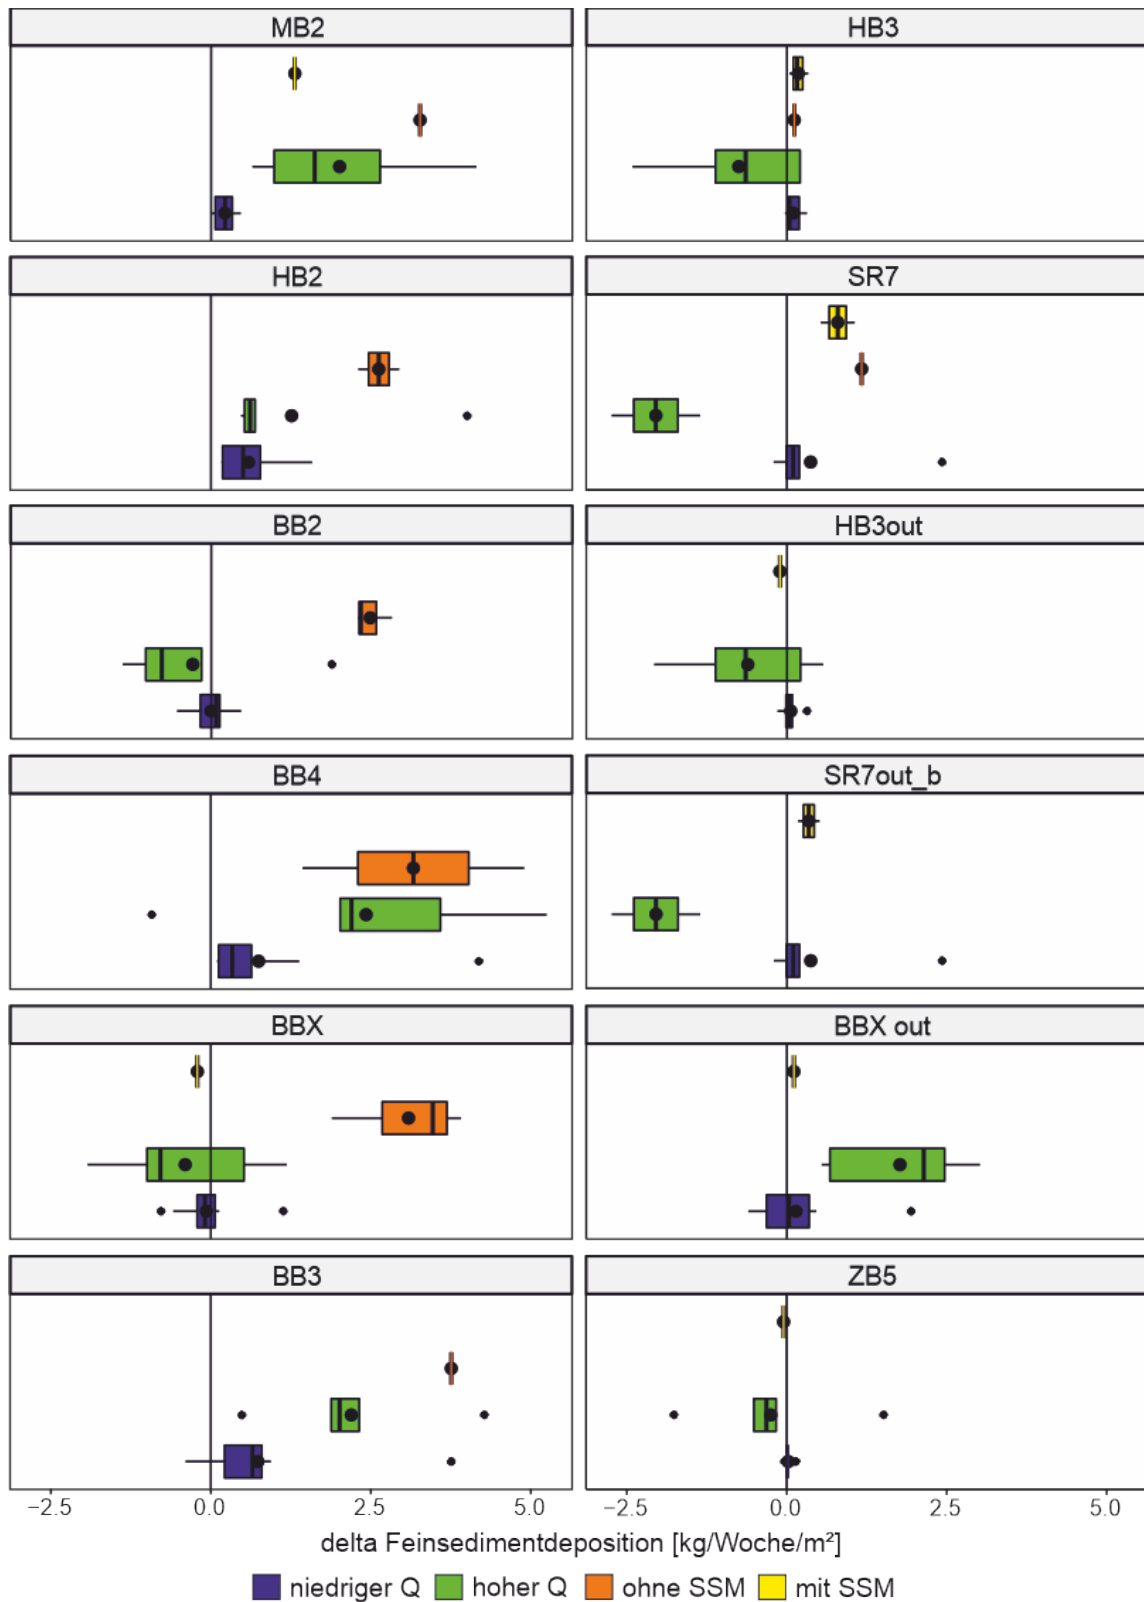 MB2 HB3
HB2 SR7
BB2 HB3out
BB4 SR7out_b
BBX BBX out
BB3 ZB5
−2.5 0.0 2.5 5.0 −2.5 0.0 2.5 5.0
delta Feinsedimentdeposition [kg/Woche/m²]
niedriger Q hoher Q ohne SSM mit SSM